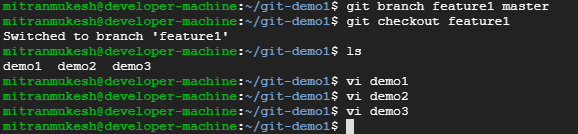 mitranmukesh@developer-machine:~/git-demo1$ git branch feature1 master
mitranmukesh@developer-machine:~/git-demo1$ git checkout feature1
Switched to branch 'feature1'
mitranmukesh@developer-machine:~/git-demo1$ ls
demo1  demo2  demo3
mitranmukesh@developer-machine:~/git-demo1$ vi demo1
mitranmukesh@developer-machine:~/git-demo1$ vi demo2
mitranmukesh@developer-machine:~/git-demo1$ vi demo3
mitranmukesh@developer-machine:~/git-demo1$